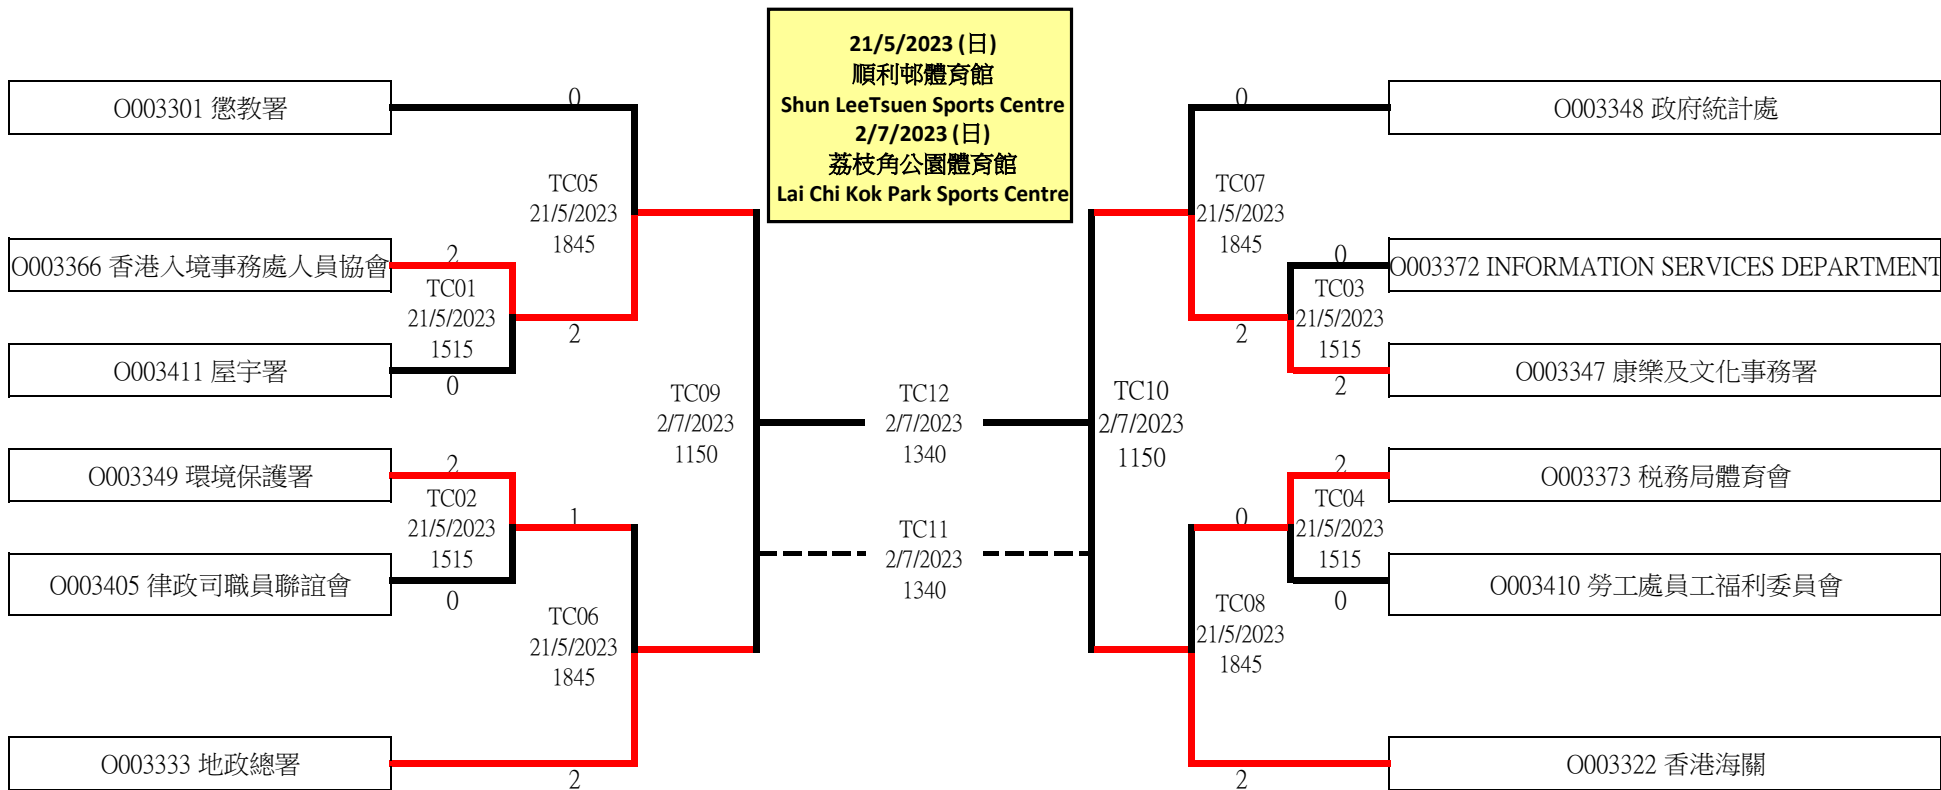 21/5/2023 (日)
順利邨體育館
Shun LeeTsuen Sports Centre
2/7/2023 (日)
荔枝角公園體育館
Lai Chi Kok Park Sports Centre
O003301 懲教署
0
TC05
21/5/2023
1845
O003366 香港入境事務處人員協會
2
TC01
21/5/2023
1515
2
O003411 屋宇署
0
TC09
2/7/2023
1150
O003349 環境保護署
2
TC02
21/5/2023
1515
1
O003405 律政司職員聯誼會
0
TC06
21/5/2023
1845
O003333 地政總署
2
TC12
2/7/2023
1340
TC11
2/7/2023
1340
0
O003348 政府統計處
TC07
21/5/2023
1845
0
O003372 INFORMATION SERVICES DEPARTMENT
TC03
21/5/2023
1515
2
O003347 康樂及文化事務署
2
TC10
2/7/2023
1150
2
O003373 税務局體育會
TC04
21/5/2023
1515
0
O003410 勞工處員工福利委員會
0
TC08
21/5/2023
1845
O003322 香港海關
2